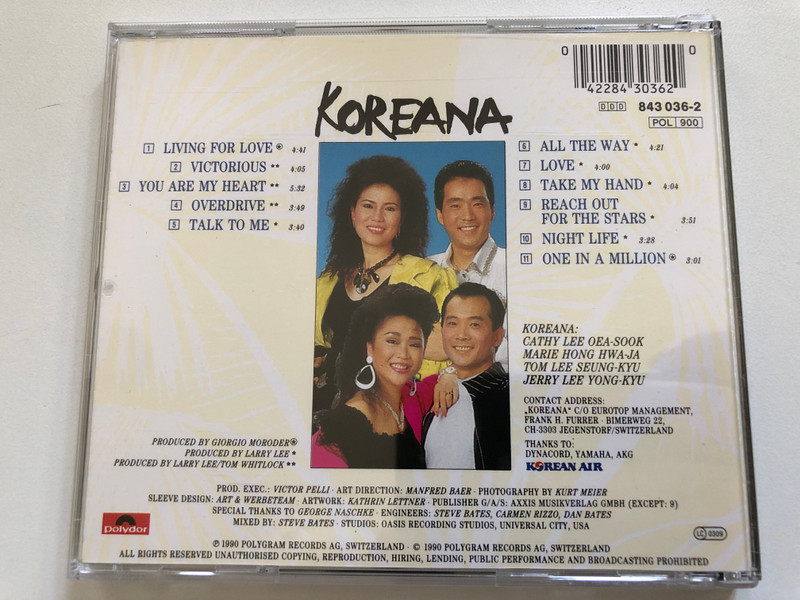 0 42284 30362 0
DDD 843 036-2
POL 900
KOREANA
1 LIVING FOR LOVE ⍟ 4:41
2 VICTORIOUS ** 4:05
3 YOU ARE MY HEART ** 5:32
4 OVERDRIVE ** 3:49
5 TALK TO ME * 3:40
6 ALL THE WAY * 4:21
7 LOVE * 4:00
8 TAKE MY HAND * 4:04
9 REACH OUT
FOR THE STARS * 3:51
10 NIGHT LIFE * 3:28
11 ONE IN A MILLION ⍟ 3:01
KOREANA:
CATHY LEE OEA-SOOK
MARIE HONG HWA-JA
TOM LEE SEUNG-KYU
JERRY LEE YONG-KYU
CONTACT ADDRESS:
„KOREANA“ C/O EUROTOP MANAGEMENT,
FRANK H. FURRER · BIMERWEG 22,
CH-3303 JEGENSTORF/SWITZERLAND
THANKS TO:
DYNACORD, YAMAHA, AKG
KOREAN AIR
PRODUCED BY GIORGIO MORODER ⍟
PRODUCED BY LARRY LEE *
PRODUCED BY LARRY LEE/TOM WHITLOCK **
PROD. EXEC.: VICTOR PELLI · ART DIRECTION: MANFRED BAER · PHOTOGRAPHY BY KURT MEIER
SLEEVE DESIGN: ART & WERBETEAM · ARTWORK: KATHRIN LETTNER · PUBLISHER G/A/S: AXXIS MUSIKVERLAG GMBH (EXCEPT: 9)
SPECIAL THANKS TO GEORGE NASCHKE · ENGINEERS: STEVE BATES, CARMEN RIZZO, DAN BATES
MIXED BY: STEVE BATES · STUDIOS: OASIS RECORDING STUDIOS, UNIVERSAL CITY, USA
polydor
LC 0309
℗ 1990 POLYGRAM RECORDS AG, SWITZERLAND · © 1990 POLYGRAM RECORDS AG, SWITZERLAND
ALL RIGHTS RESERVED UNAUTHORISED COPYING, REPRODUCTION, HIRING, LENDING, PUBLIC PERFORMANCE AND BROADCASTING PROHIBITED